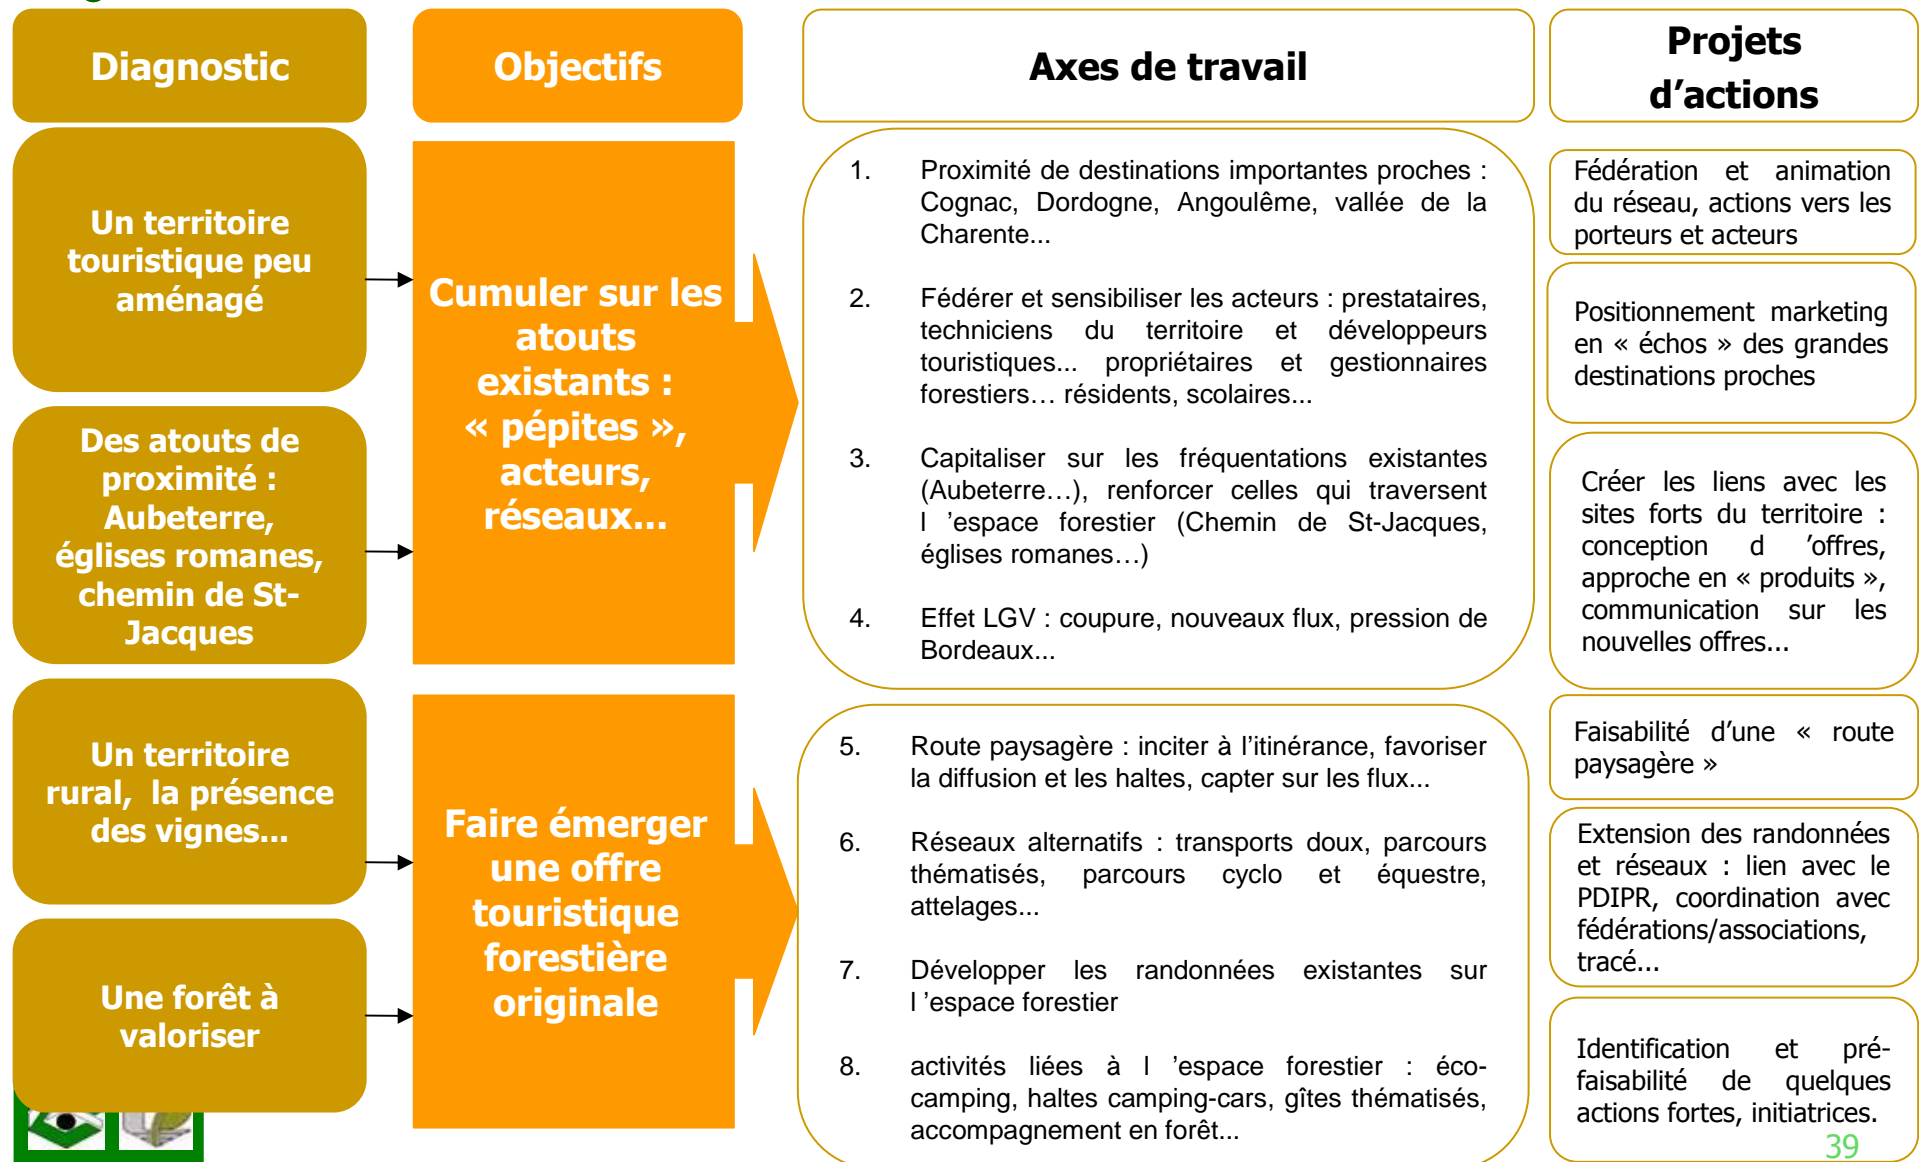 Diagnostic
Objectifs
Axes de travail
Projets
d’actions
Un territoire
touristique peu
aménagé
Des atouts de
proximité :
Aubeterre,
églises romanes,
chemin de St-
Jacques
Cumuler sur les
atouts
existants :
« pépites »,
acteurs,
réseaux...
1. Proximité de destinations importantes proches :
Cognac, Dordogne, Angoulême, vallée de la
Charente...
2. Fédérer et sensibiliser les acteurs : prestataires,
techniciens du territoire et développeurs
touristiques... propriétaires et gestionnaires
forestiers… résidents, scolaires...
3. Capitaliser sur les fréquentations existantes
(Aubeterre…), renforcer celles qui traversent
l ’espace forestier (Chemin de St-Jacques,
églises romanes…)
4. Effet LGV : coupure, nouveaux flux, pression de
Bordeaux...
Fédération et animation
du réseau, actions vers les
porteurs et acteurs
Positionnement marketing
en « échos » des grandes
destinations proches
Créer les liens avec les
sites forts du territoire :
conception d ’offres,
approche en « produits »,
communication sur les
nouvelles offres...
Un territoire
rural, la présence
des vignes...
Une forêt à
valoriser
Faire émerger
une offre
touristique
forestière
originale
5. Route paysagère : inciter à l’itinérance, favoriser
la diffusion et les haltes, capter sur les flux...
6. Réseaux alternatifs : transports doux, parcours
thématisés, parcours cyclo et équestre,
attelages...
7. Développer les randonnées existantes sur
l ’espace forestier
8. activités liées à l ’espace forestier : éco-
camping, haltes camping-cars, gîtes thématisés,
accompagnement en forêt...
Faisabilité d’une « route
paysagère »
Extension des randonnées
et réseaux : lien avec le
PDIPR, coordination avec
fédérations/associations,
tracé...
Identification et pré-
faisabilité de quelques
actions fortes, initiatrices.
39